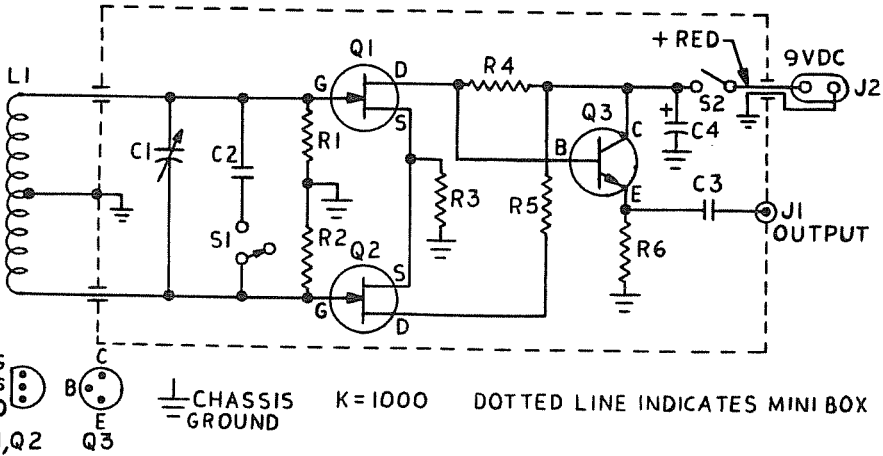 L1
G
Q1
D
S
R4
+ RED
9VDC
J2
S2
C1
C2
R1
Q3
C
B
E
+
C4
R3
R5
C3
J1
OUTPUT
S1
R2
Q2
S
G
D
R6
G
S
D
,Q2
C
B
E
Q3
CHASSIS
GROUND
K=1000
DOTTED LINE INDICATES MINI BOX